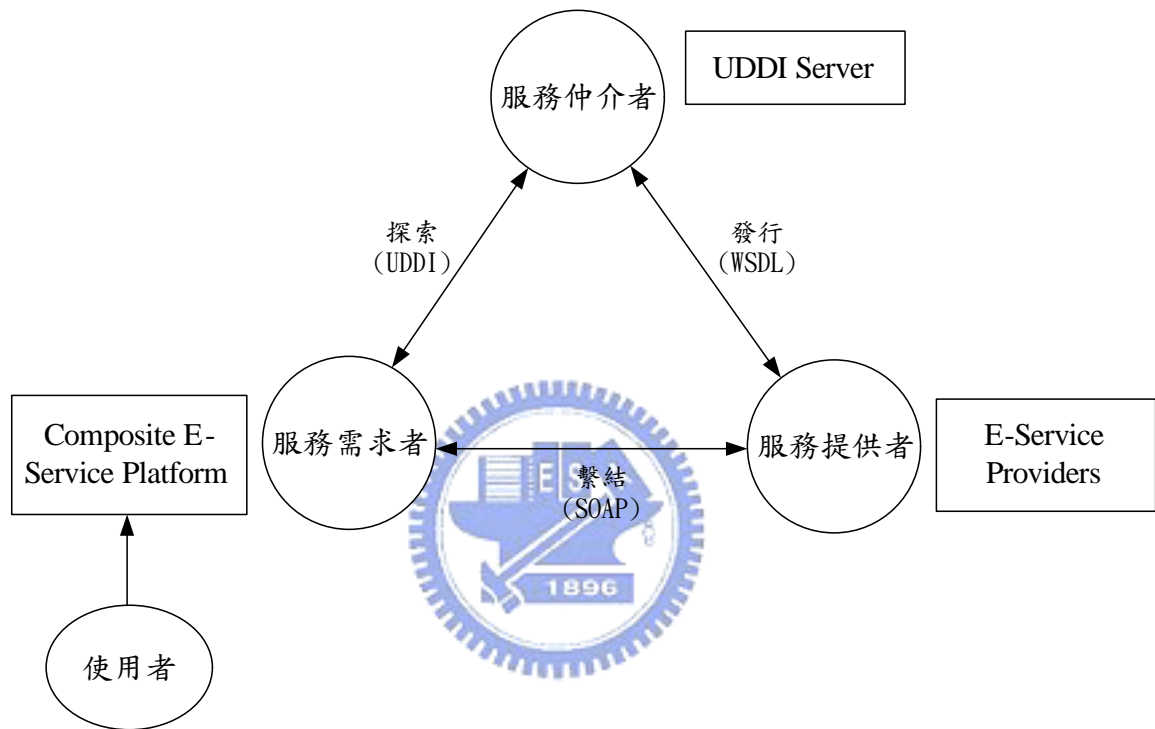 服務仲介者
UDDI Server
探索
(UDDI)
發行
(WSDL)
Composite E-
Service Platform
服務需求者
服務提供者
E-Service
Providers
繫結
(SOAP)
E S
1896
使用者